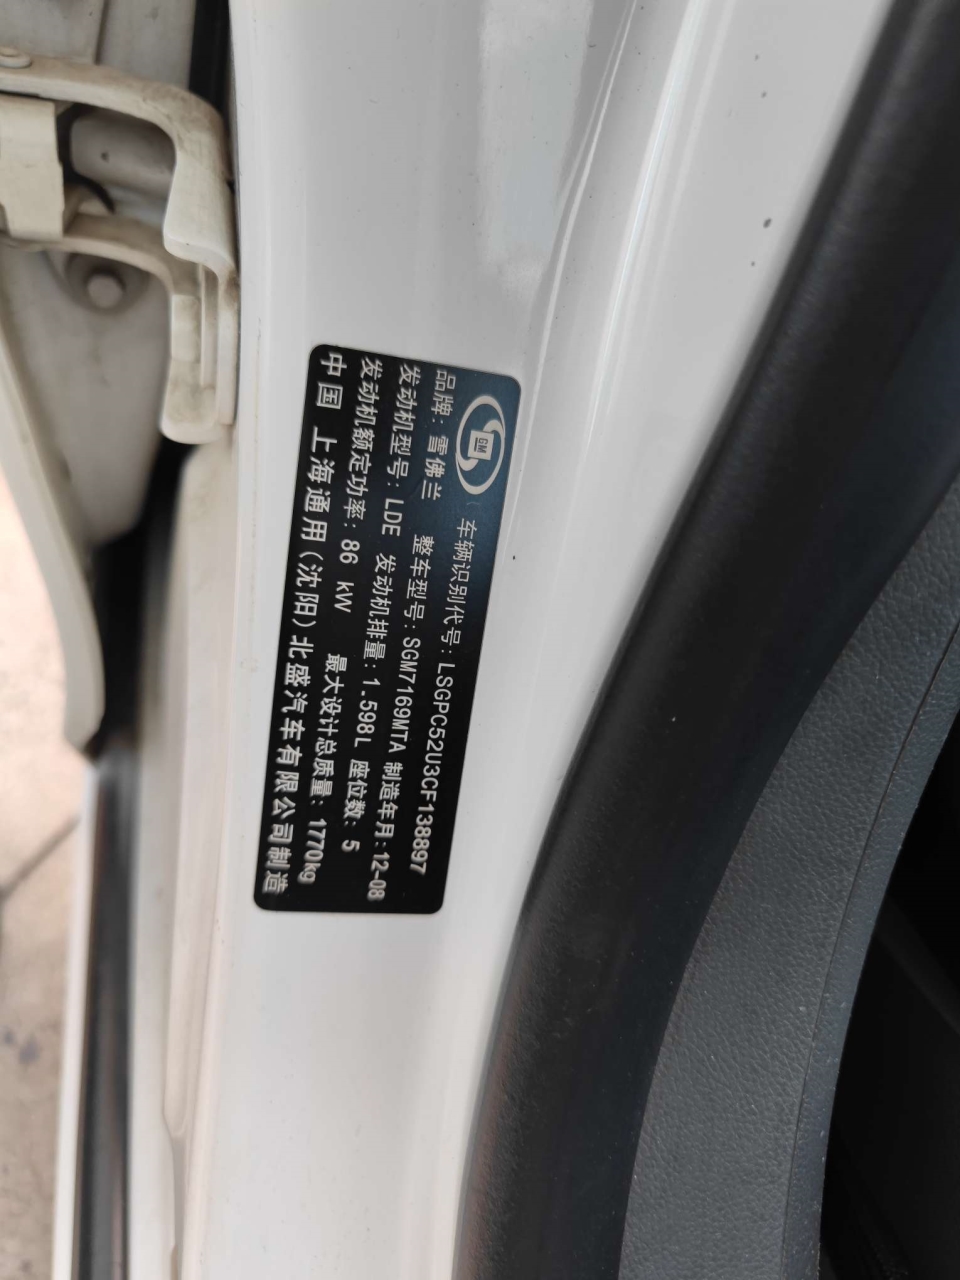 GM
车辆识别代号:LSGPC52U3CF138897
品牌:雪佛兰 整车型号:SGM7169MTA 制造年月:12-08
发动机型号:LDE 发动机排量:1.598L 座位数:5
发动机额定功率:86 kW 最大设计总质量:1770kg
中国 上海通用(沈阳)北盛汽车有限公司制造